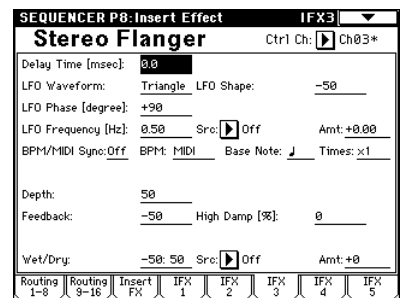 SEQUENCER P8:Insert Effect IFX3
Stereo Flanger Ctrl Ch: Ch03*
Delay Time [msec]: 0.0
LFO Waveform: Triangle LFO Shape: -50
LFO Phase [degree]: +90
LFO Frequency [Hz]: 0.50 Src: Off Amt: +0.00
BPM/MIDI Sync: Off BPM: MIDI Base Note: ♩ Times: x1
Depth: 50
Feedback: -50 High Damp [%]: 0
Wet/Dry: -50: 50 Src: Off Amt: +0
Routing 1-8 Routing 9-16 Insert FX IFX 1 IFX 2 IFX 3 IFX 4 IFX 5